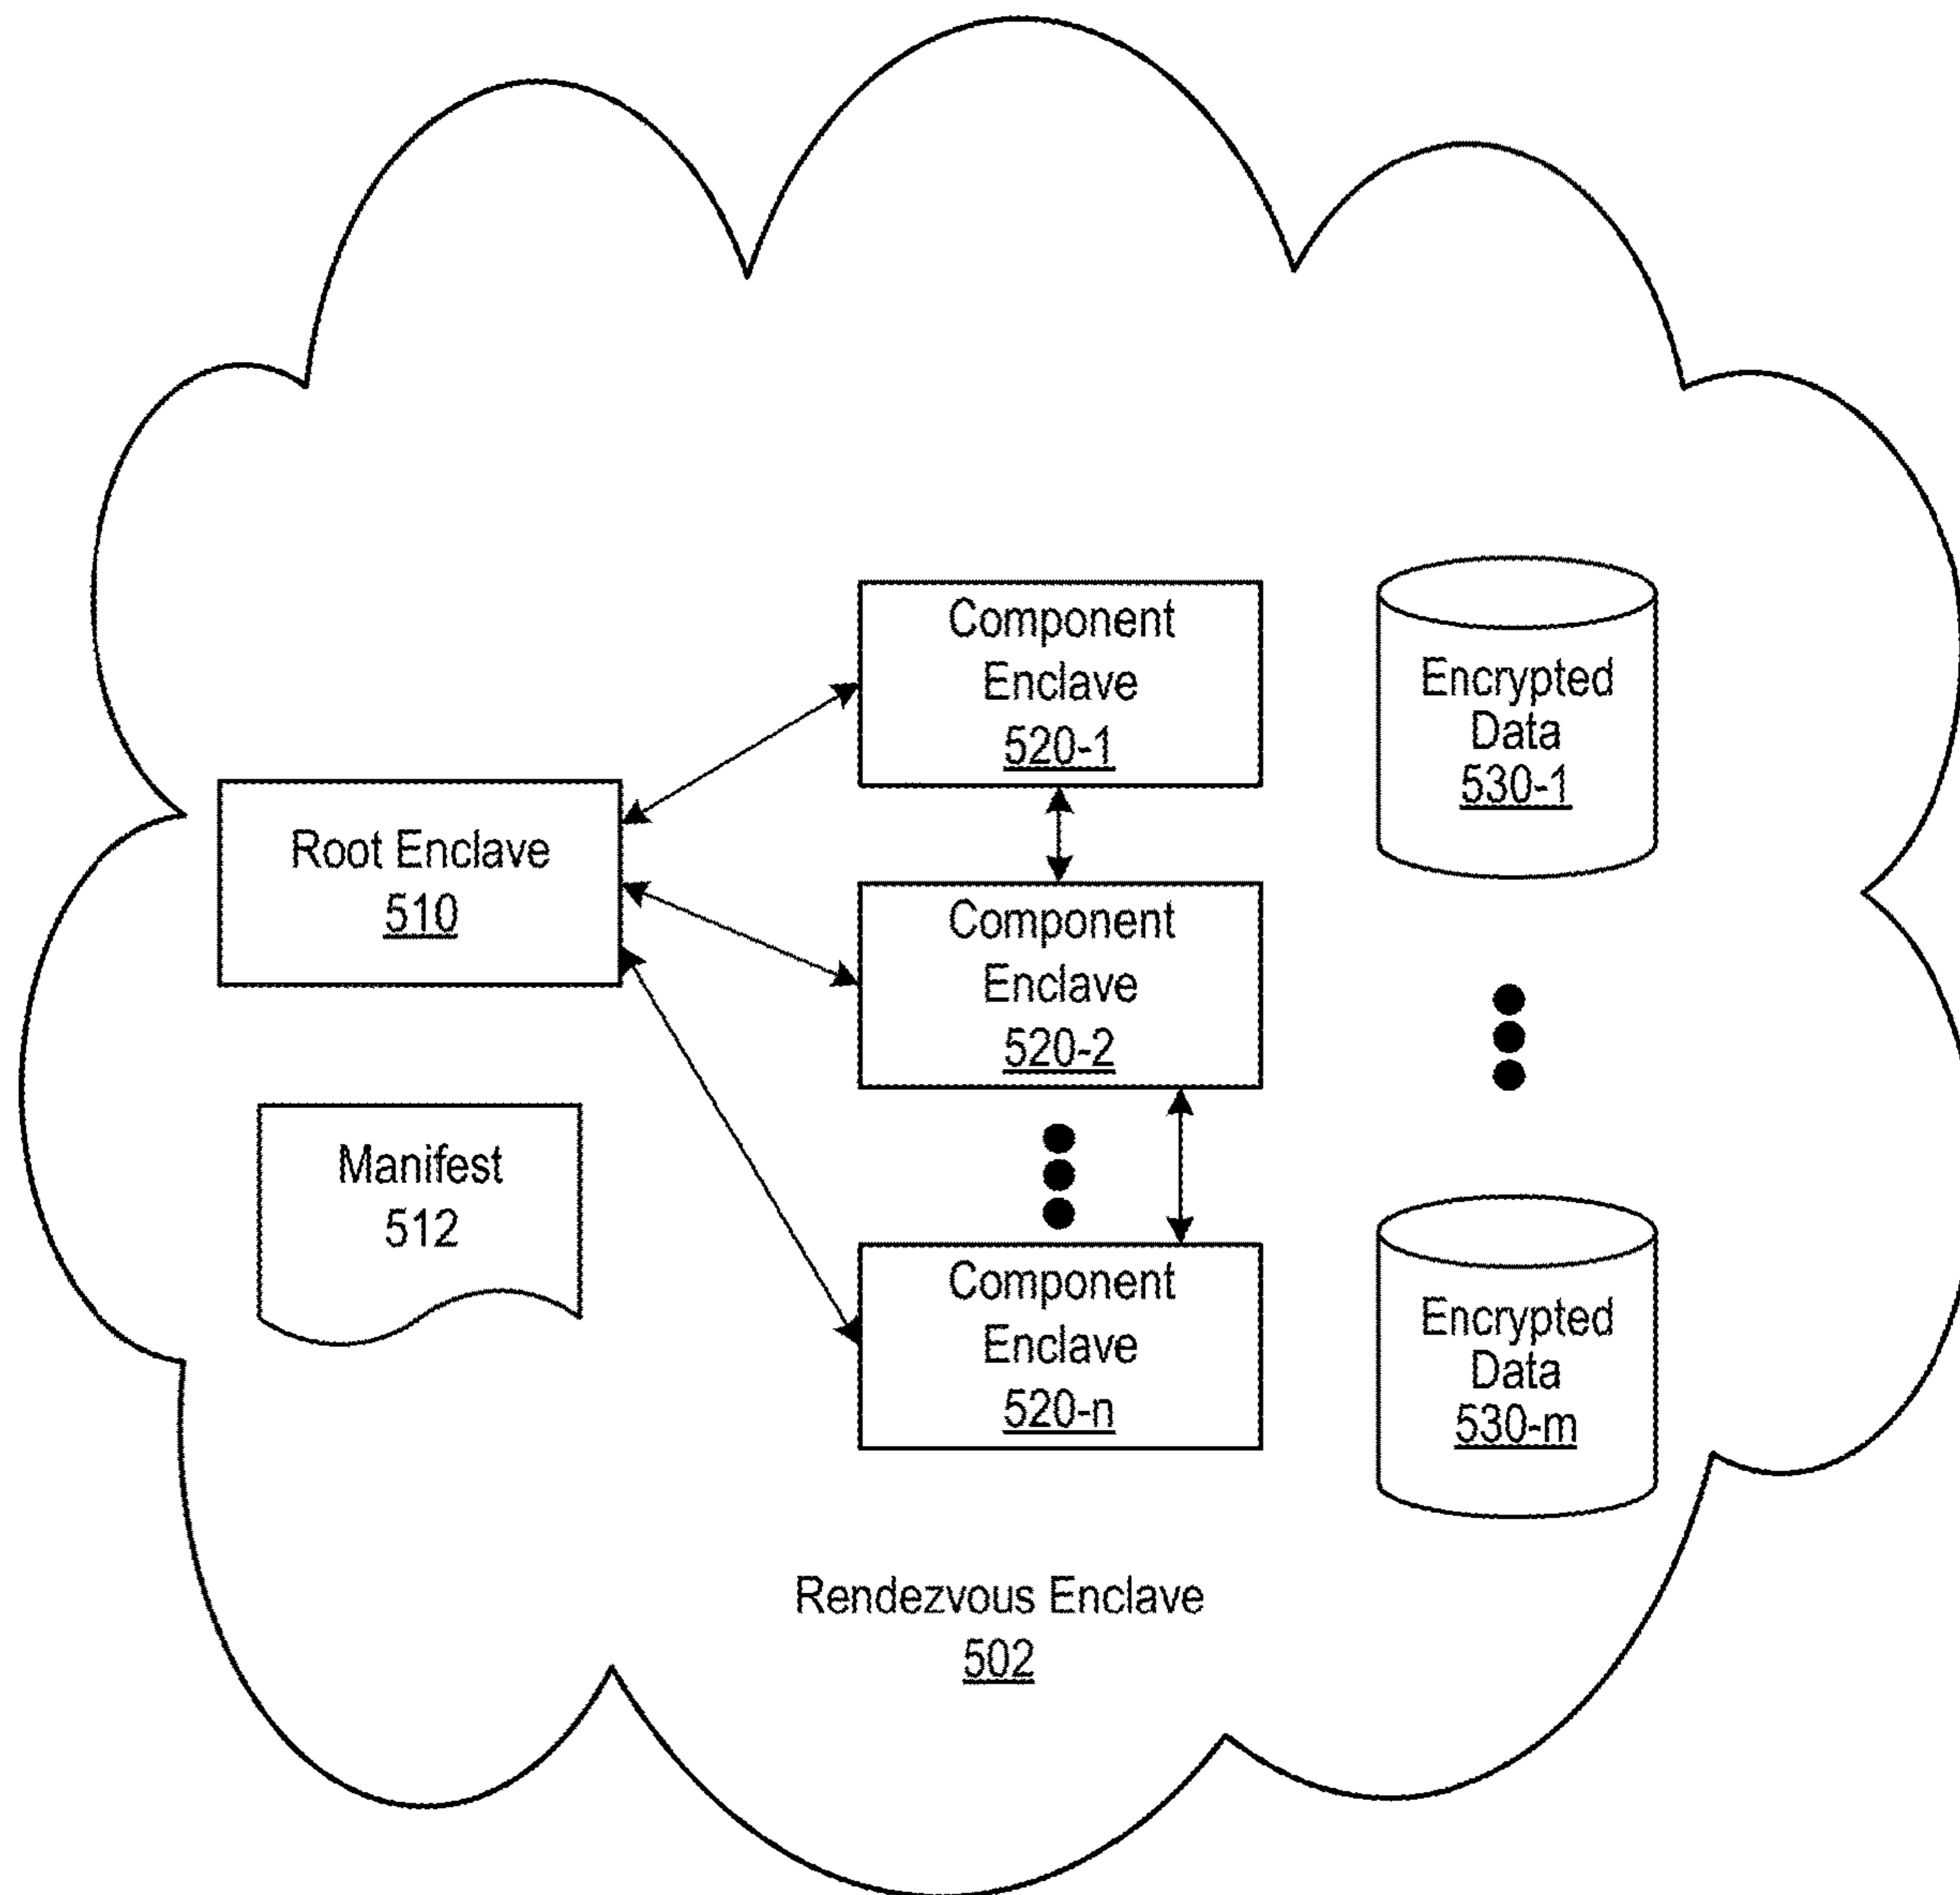 Component
Enclave
520-1
Encrypted
Data
530-1
Root Enclave
510
Component
Enclave
520-2
Manifest
512
Component
Enclave
520-n
Encrypted
Data
530-m
Rendezvous Enclave
502